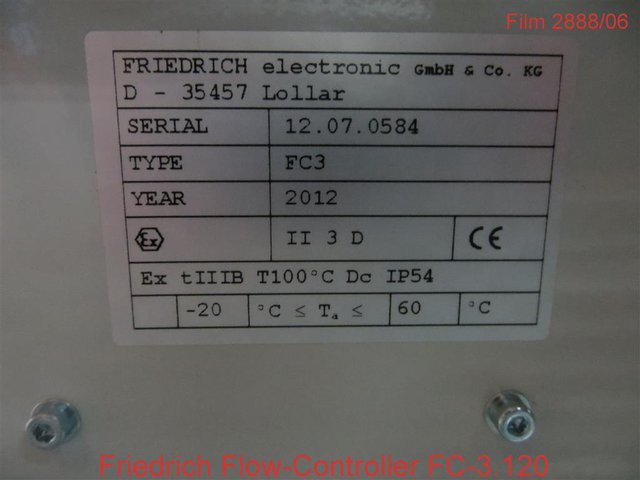 Film 2888/06
FRIEDRICH electronic GmbH & Co. KG
D - 35457 Lollar
SERIAL 12.07.0584
TYPE FC3
YEAR 2012
Ex II 3 D CE
Ex tIIIB T100°C Dc IP54
-20 °C ≤ Ta ≤ 60 °C
Friedrich Flow-Controller FC-3.120